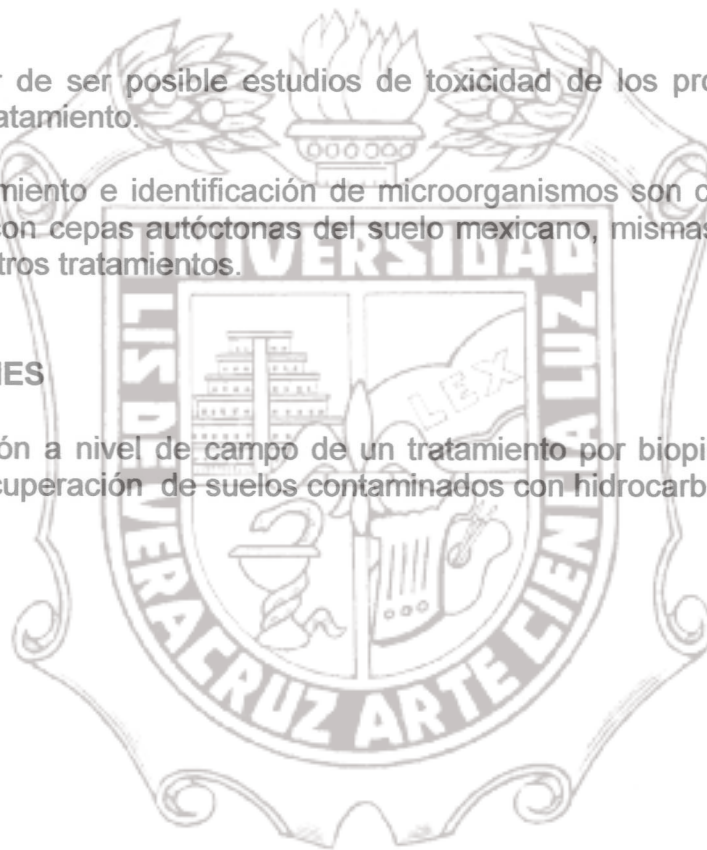 r de ser posible estudios de toxicidad de los pro
atamiento.
miento e identificación de microorganismos son
con cepas autóctonas del suelo mexicano, mismas
tros tratamientos.
NES
ón a nivel de campo de un tratamiento por biopi
cuperación de suelos contaminados con hidrocarb
UNIVERSIDAD
LIS DE VERACRUZ ARTE CIENCIA LUZ
LEX